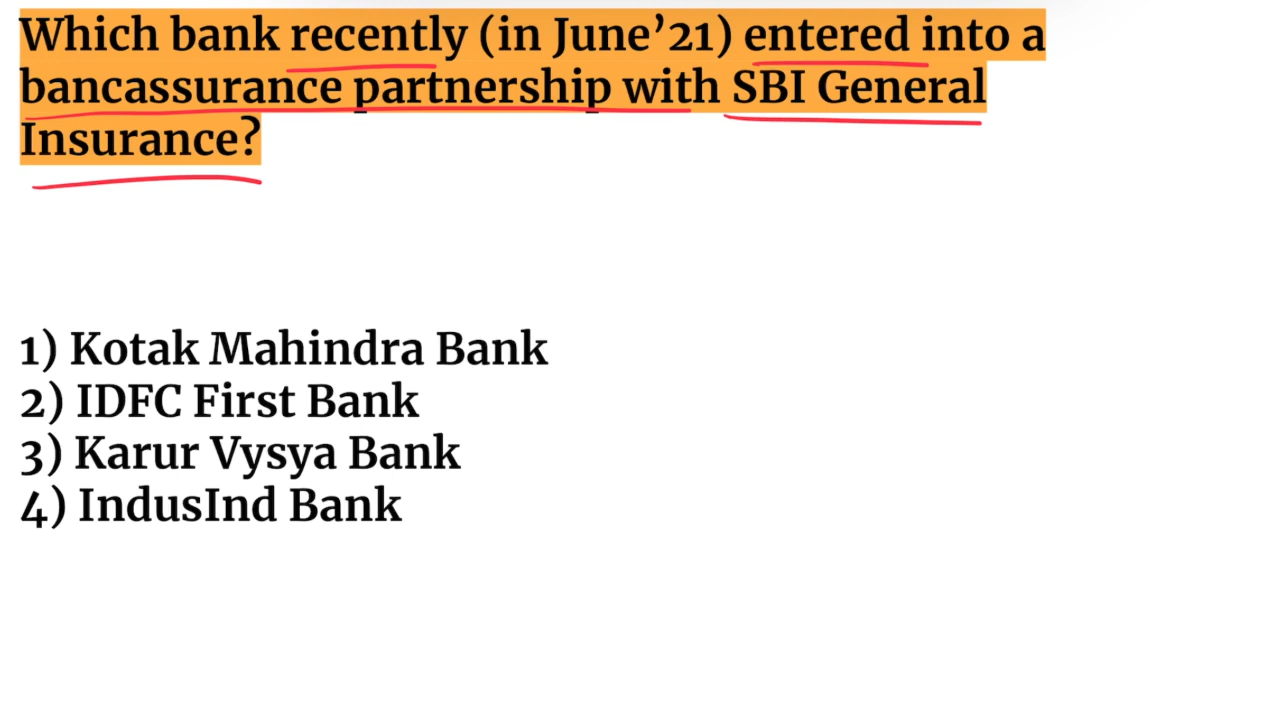 Which bank recently (in June’21) entered into a
bancassurance partnership with SBI General
Insurance?
1) Kotak Mahindra Bank
2) IDFC First Bank
3) Karur Vysya Bank
4) IndusInd Bank